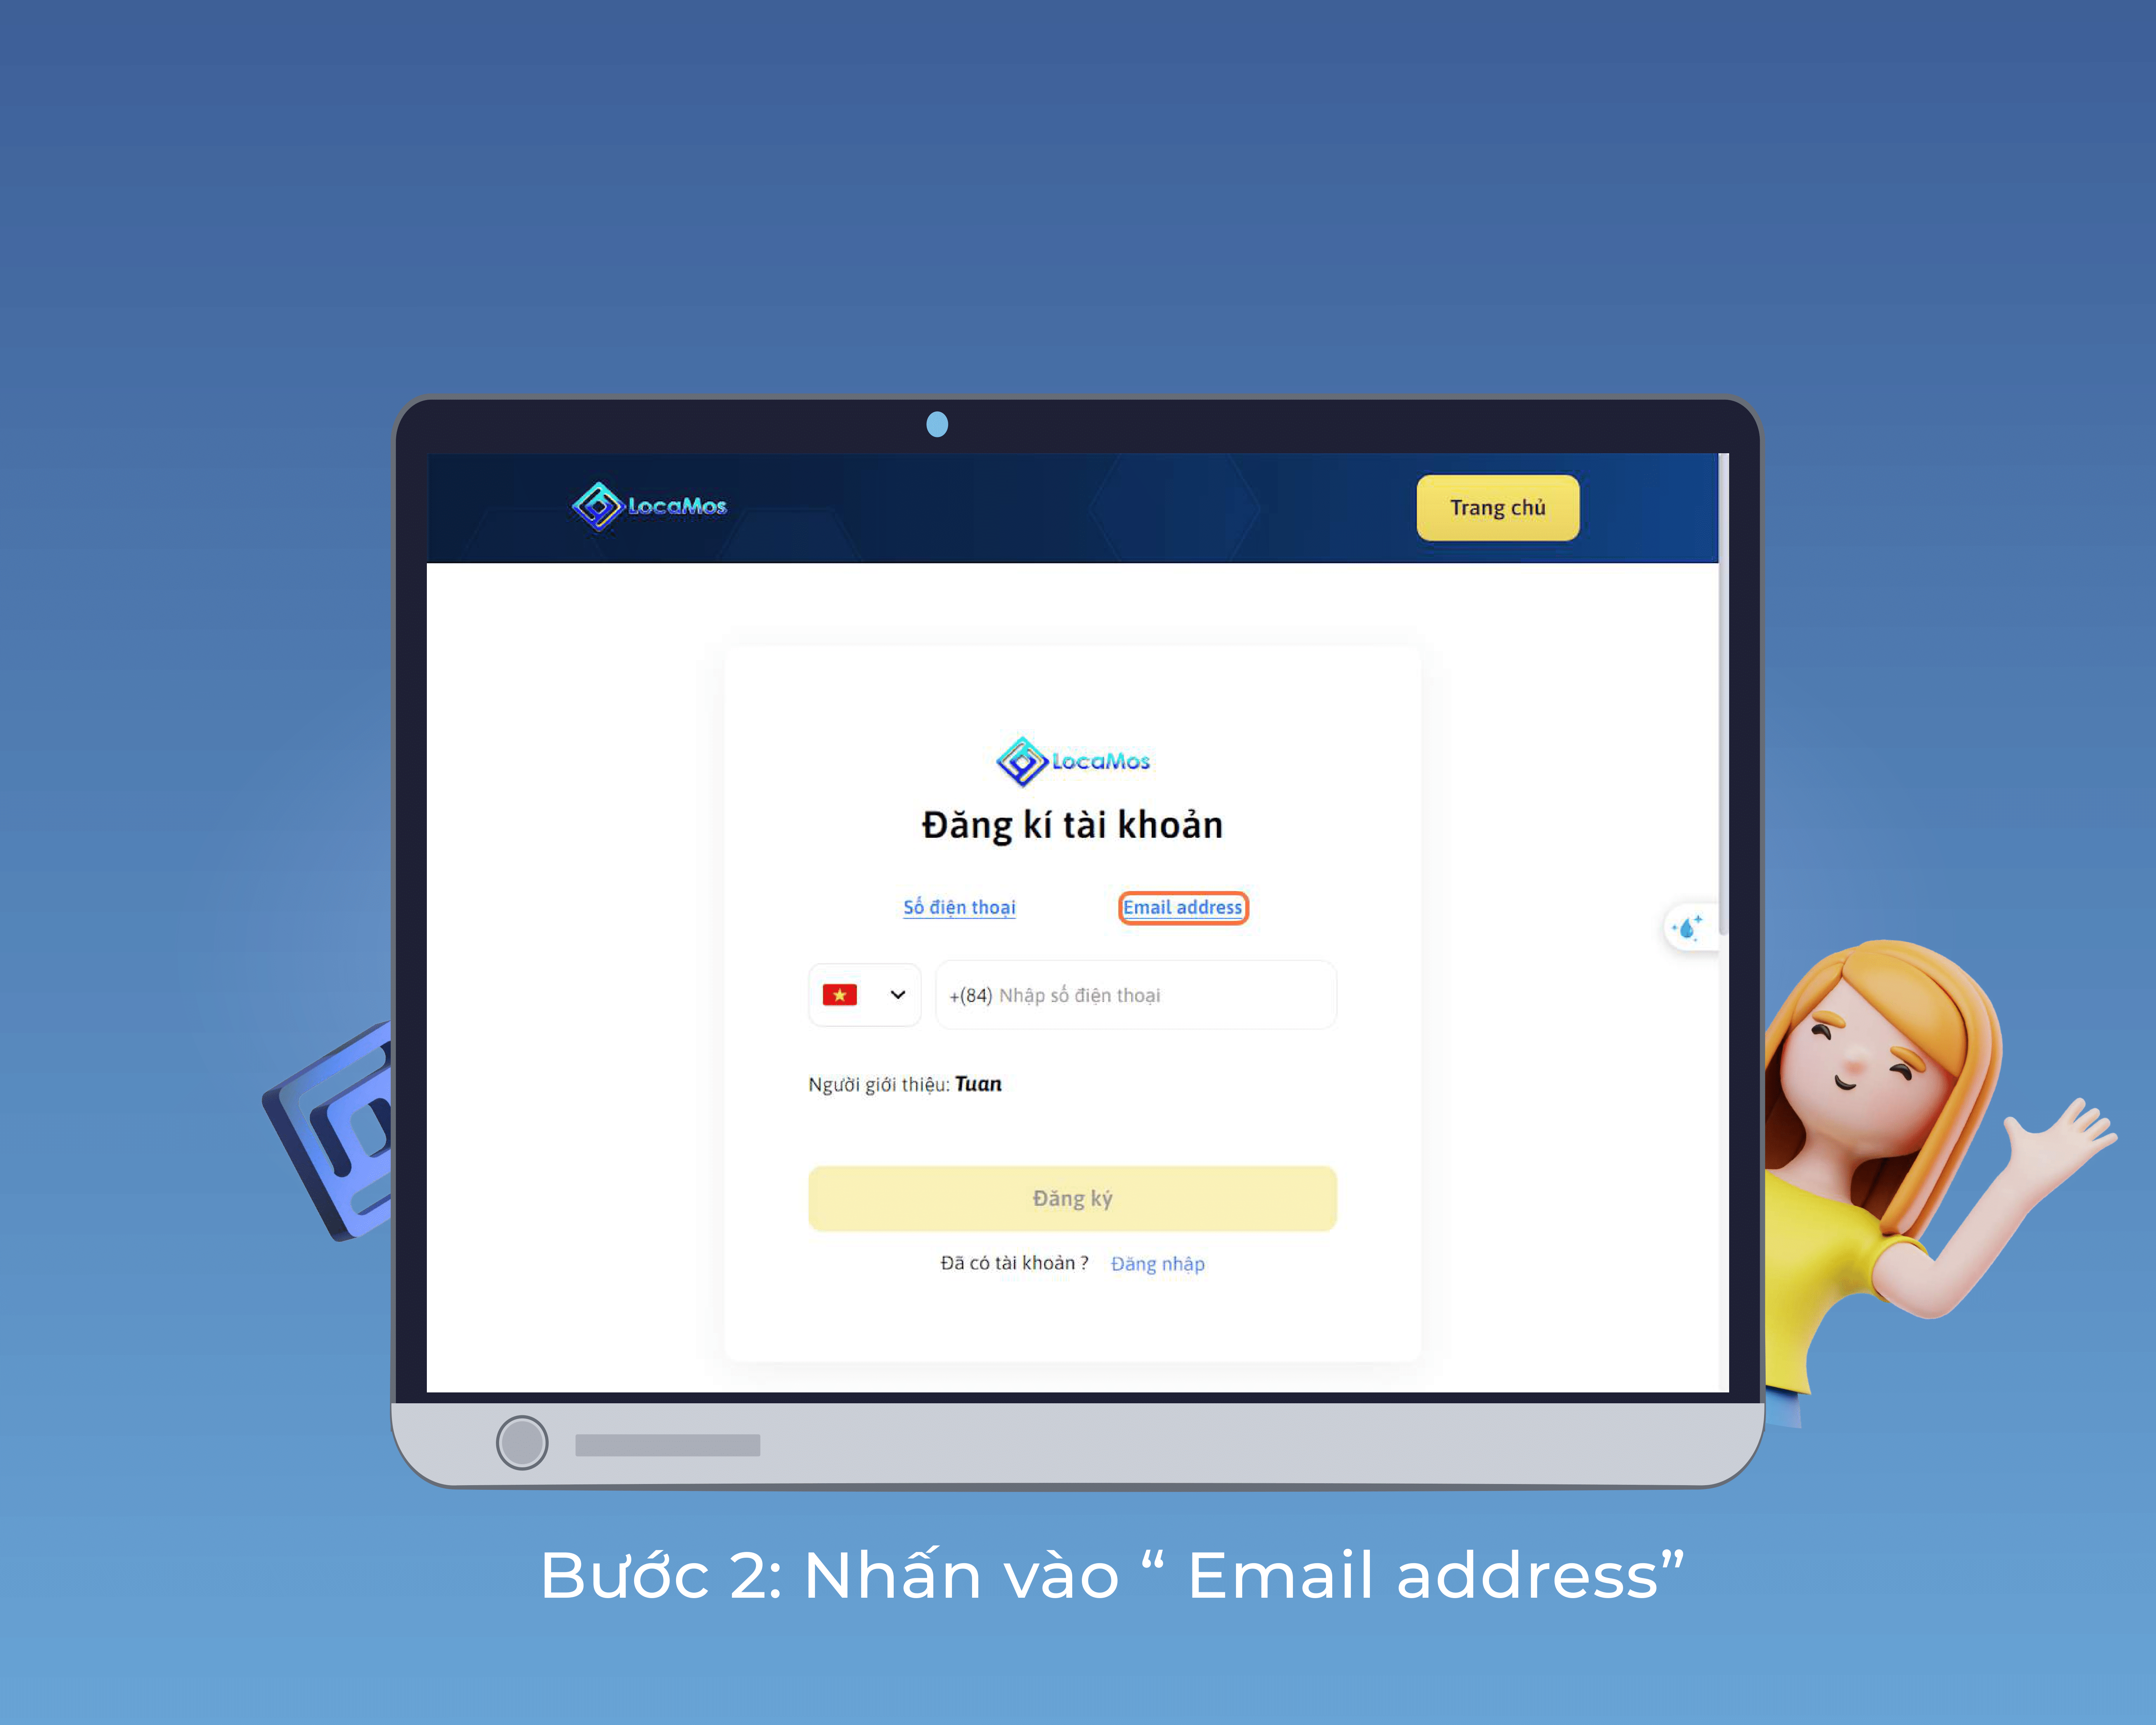 LocaMos
Trang chủ
LocaMos
Đăng kí tài khoản
Số điện thoại Email address
+(84) Nhập số điện thoại
Người giới thiệu: Tuan
Đăng ký
Đã có tài khoản ? Đăng nhập
Bước 2: Nhấn vào “ Email address”